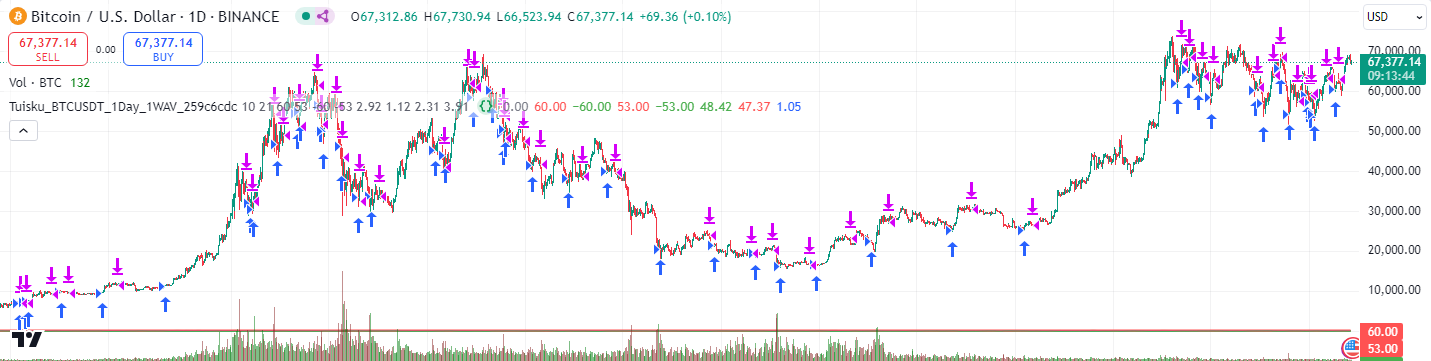 Bitcoin / U.S. Dollar · 1D · BINANCE O67,312.86 H67,730.94 L66,523.94 C67,377.14 +69.36 (+0.10%)
USD
67,377.14 SELL
0.00
67,377.14 BUY
Vol · BTC 132
Tuisku_BTCUSDT_1Day_1WAV_259c6cdc 10 21 60 53 -60 -53 2.92 1.12 2.31 3.91 0.00 60.00 −60.00 53.00 −53.00 48.42 47.37 1.05
70,000.00
67,377.14
09:13:44
60,000.00
50,000.00
40,000.00
30,000.00
20,000.00
10,000.00
60.00
53.00